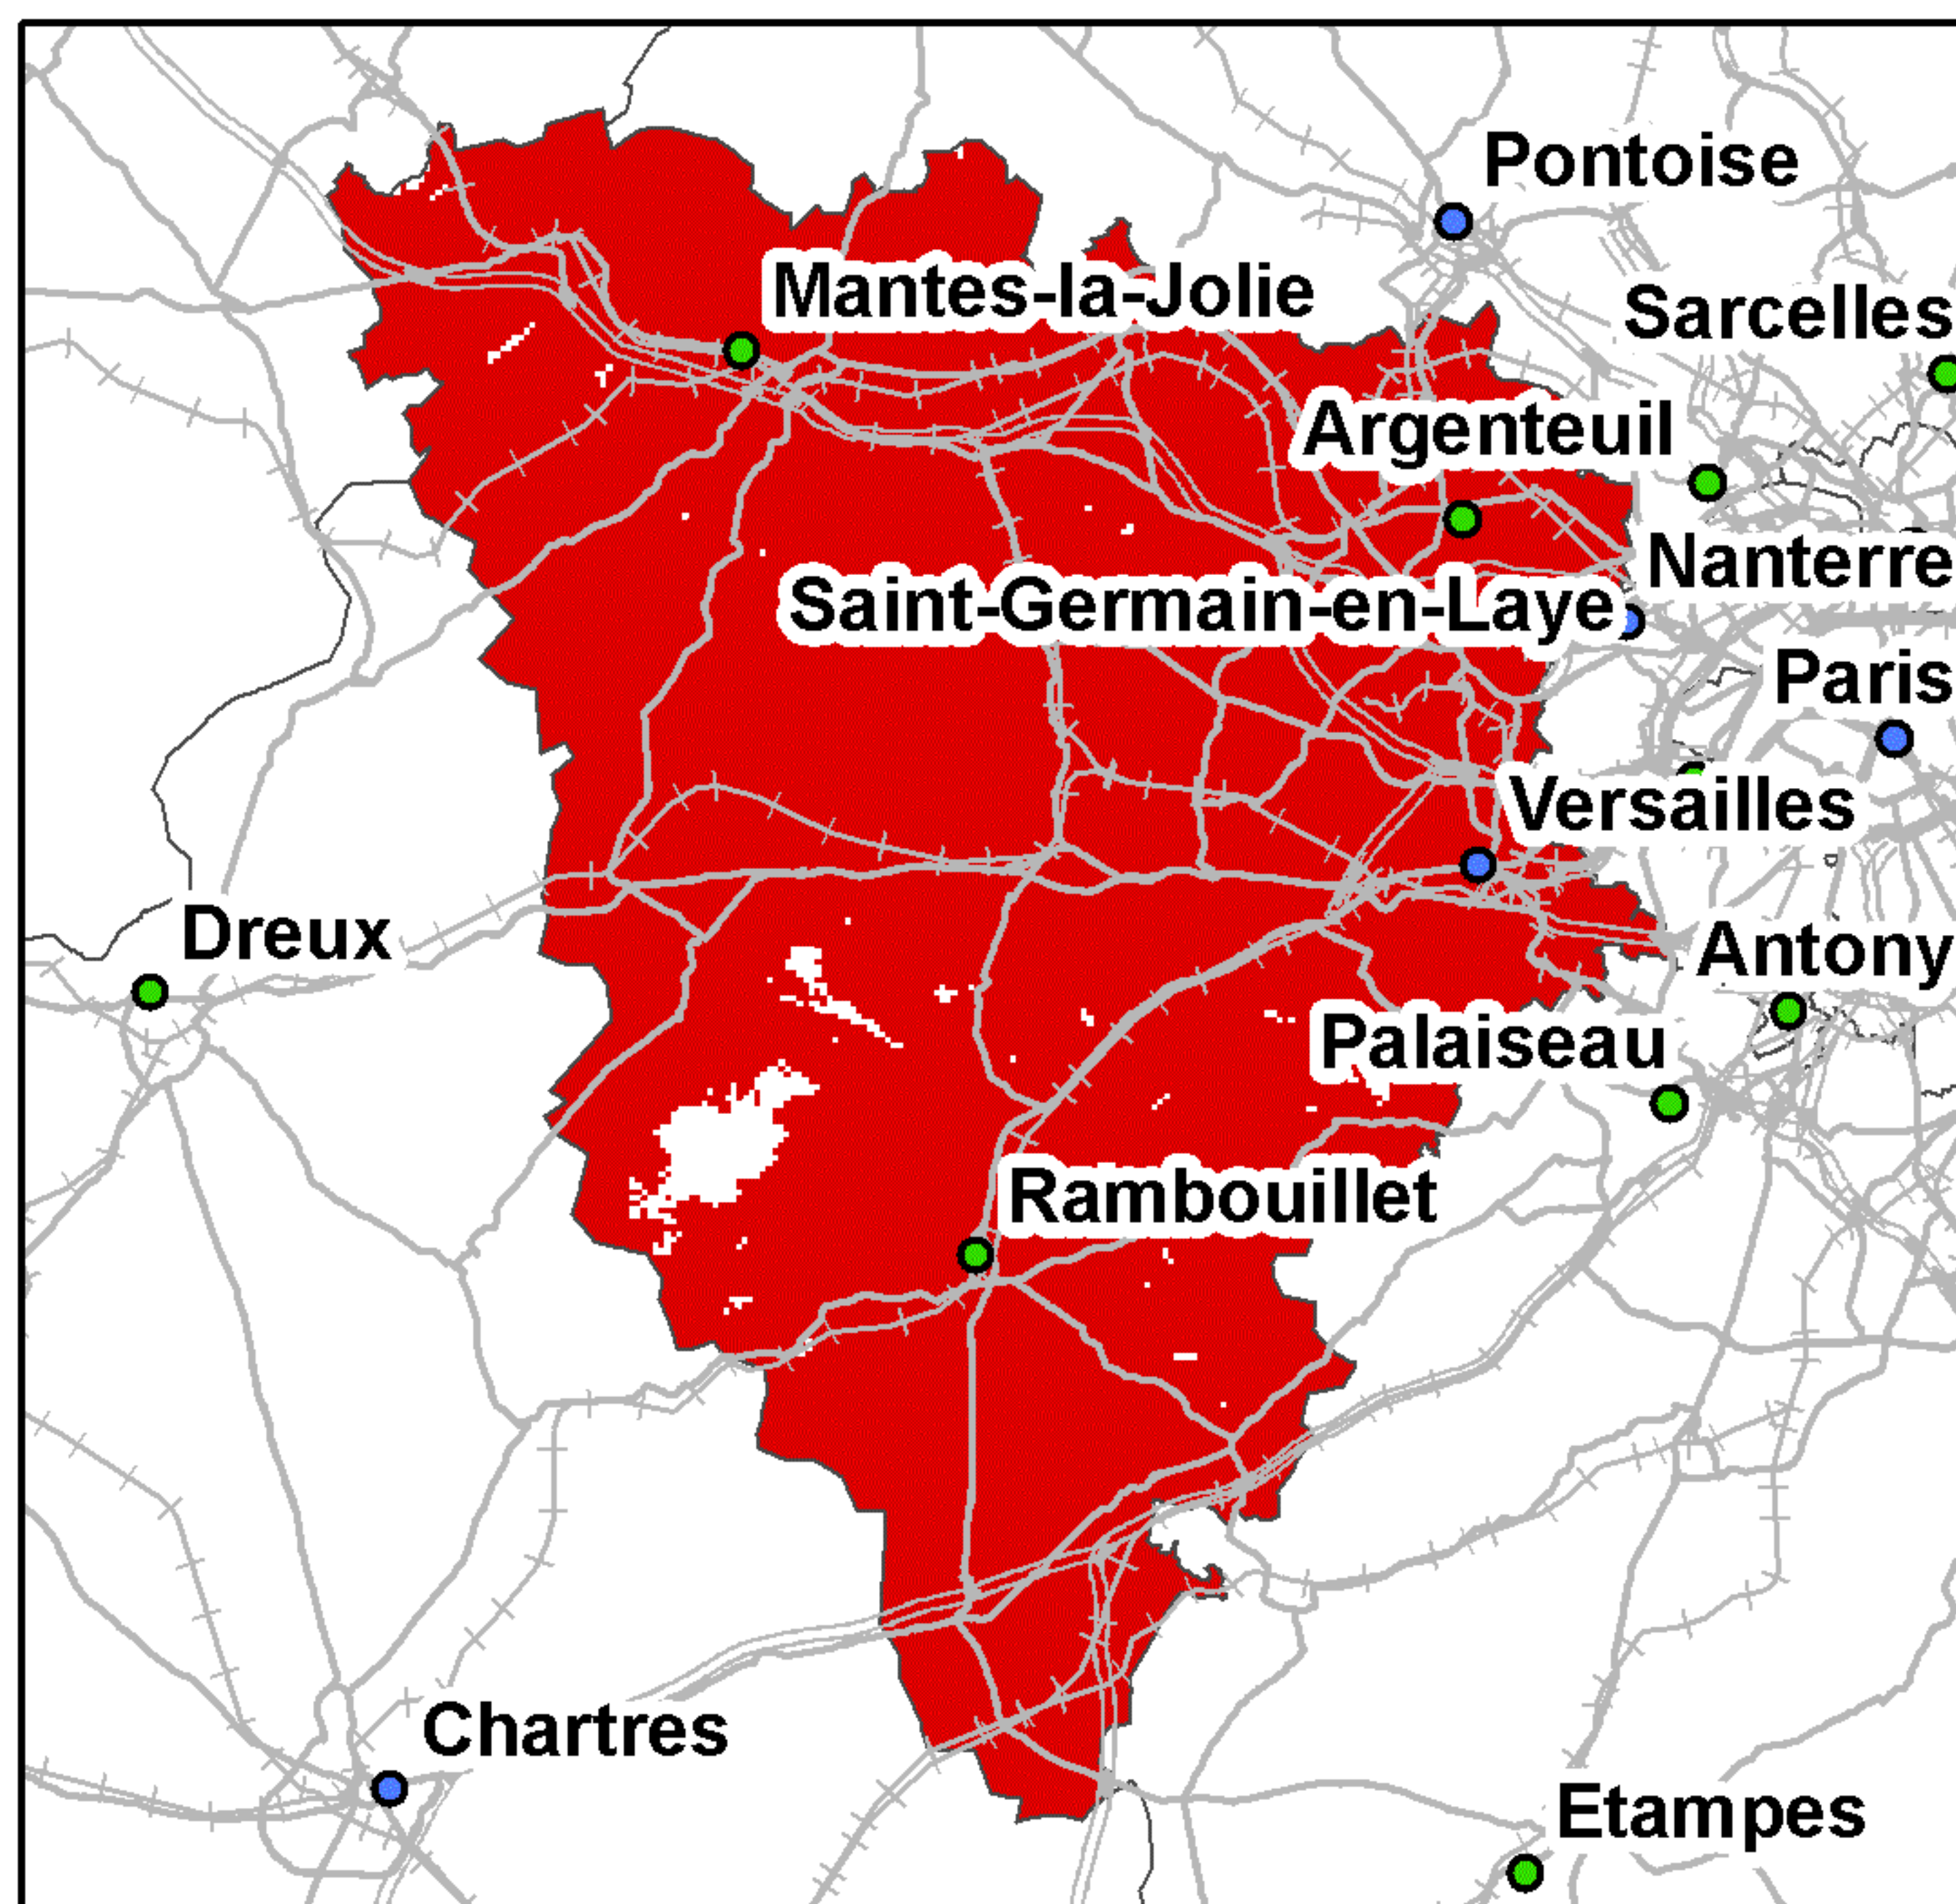 Pontoise
Mantes-la-Jolie
Sarcelles
Argenteuil
Nanterre
Saint-Germain-en-Laye
Paris
Versailles
Dreux
Antony
Palaiseau
Rambouillet
Chartres
Etampes